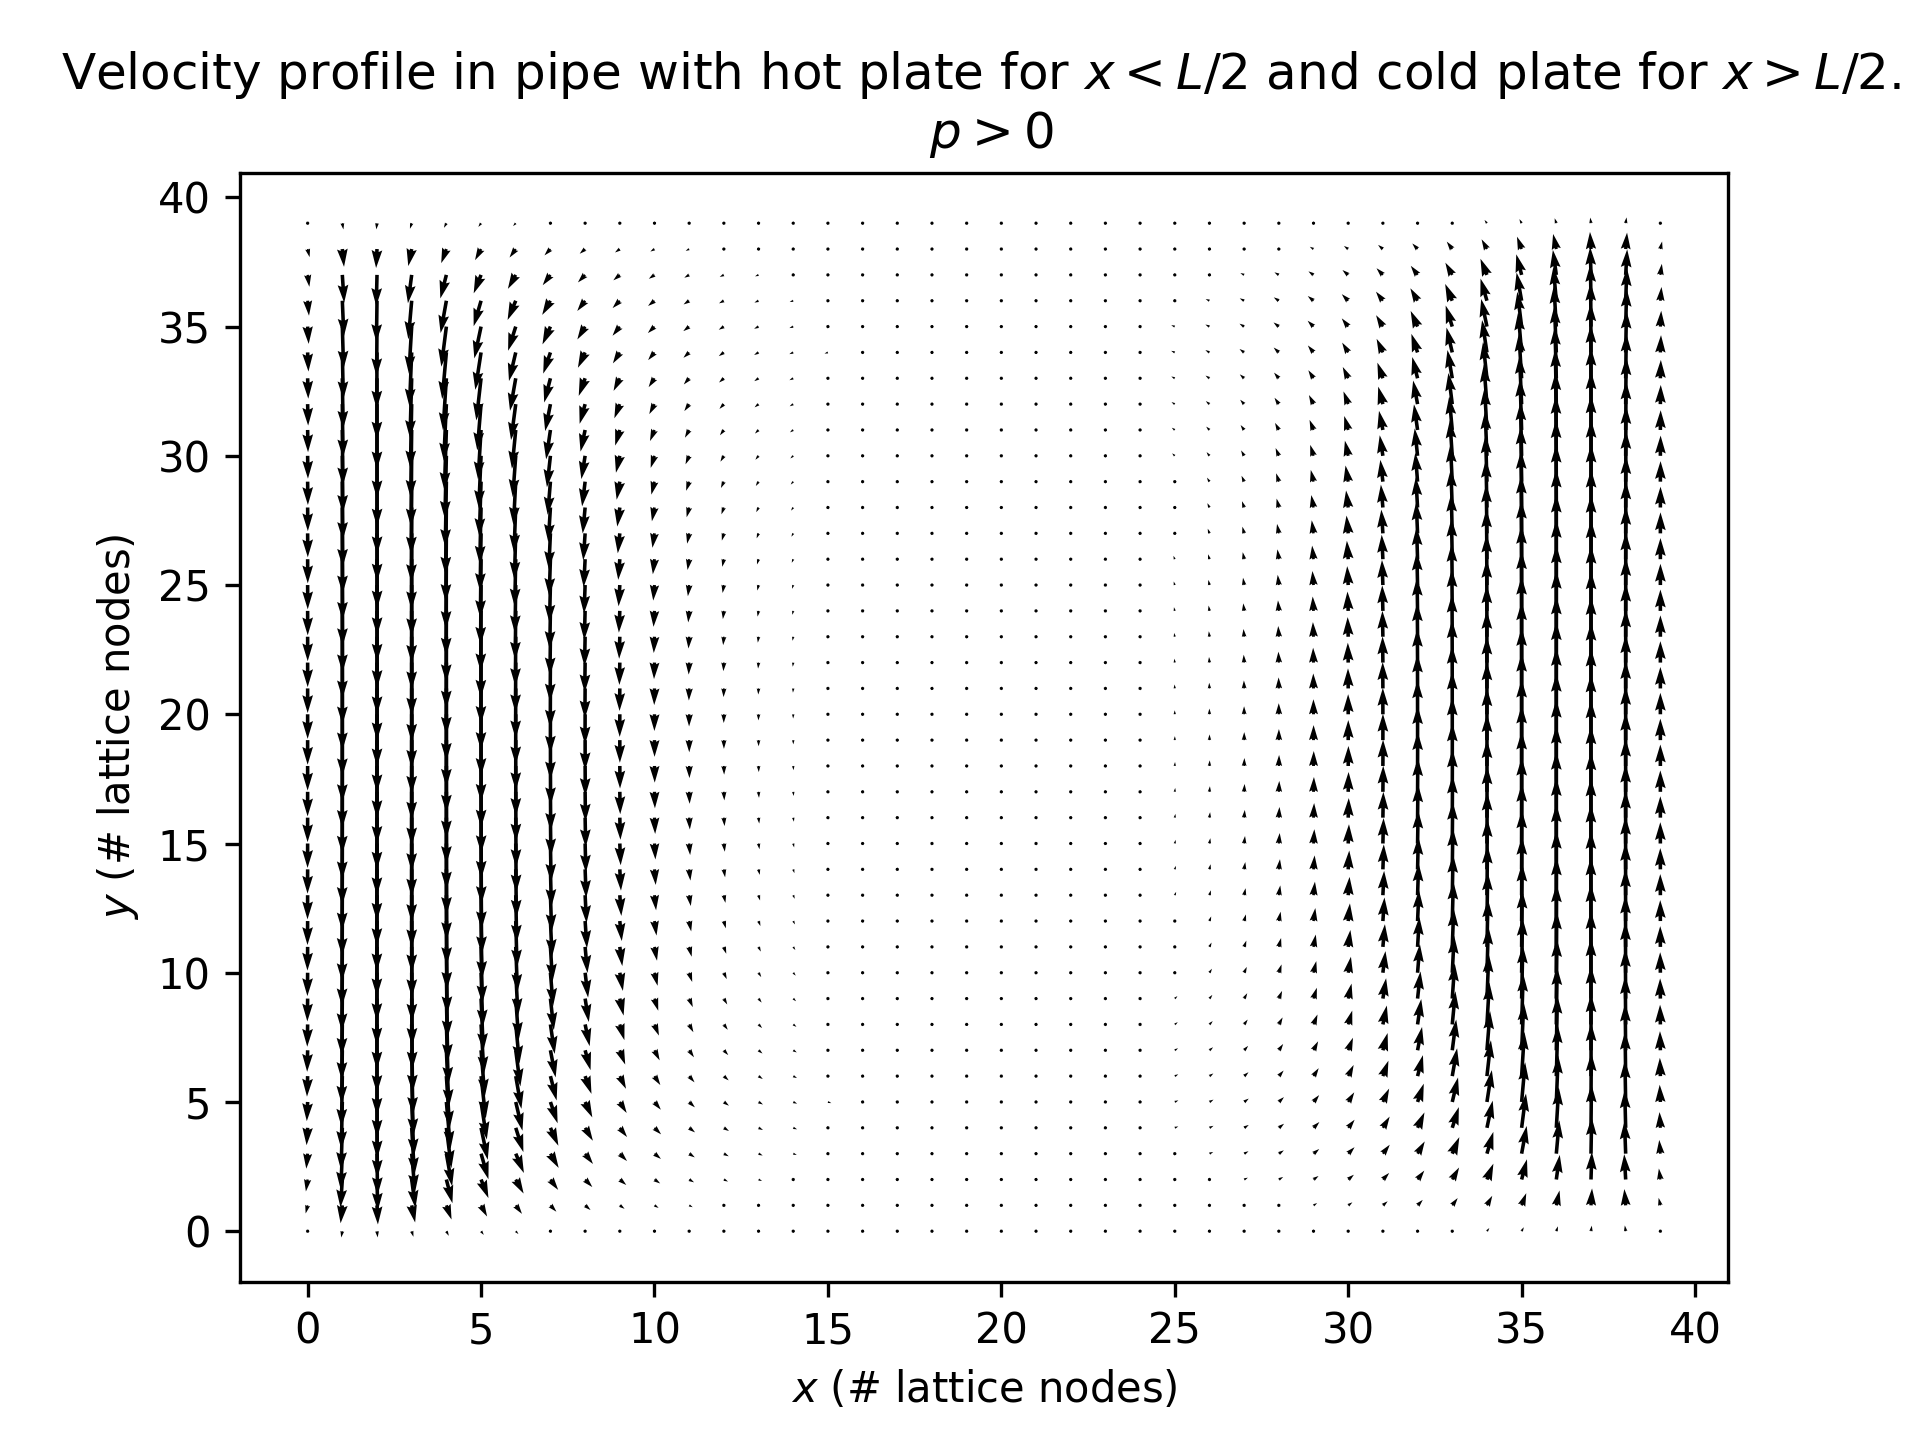 Velocity profile in pipe with hot plate for x < L/2 and cold plate for x > L/2.
p > 0
40
35
30
25
20
15
10
5
0
y (# lattice nodes)
0 5 10 15 20 25 30 35 40
x (# lattice nodes)